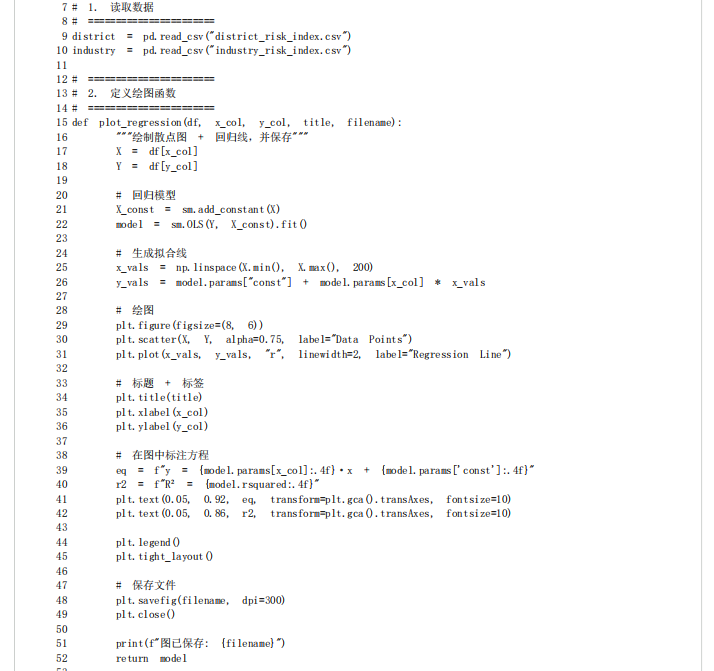 7 # 1. 读取数据
8 # ======================
9 district = pd.read_csv("district_risk_index.csv")
10 industry = pd.read_csv("industry_risk_index.csv")
11
12 # ======================
13 # 2. 定义绘图函数
14 # ======================
15 def plot_regression(df, x_col, y_col, title, filename):
16 """绘制散点图 + 回归线，并保存"""
17 X = df[x_col]
18 Y = df[y_col]
19
20 # 回归模型
21 X_const = sm.add_constant(X)
22 model = sm.OLS(Y, X_const).fit()
23
24 # 生成拟合线
25 x_vals = np.linspace(X.min(), X.max(), 200)
26 y_vals = model.params["const"] + model.params[x_col] * x_vals
27
28 # 绘图
29 plt.figure(figsize=(8, 6))
30 plt.scatter(X, Y, alpha=0.75, label="Data Points")
31 plt.plot(x_vals, y_vals, "r", linewidth=2, label="Regression Line")
32
33 # 标题 + 标签
34 plt.title(title)
35 plt.xlabel(x_col)
36 plt.ylabel(y_col)
37
38 # 在图中标注方程
39 eq = f"y = {model.params[x_col]:.4f}·x + {model.params['const']:.4f}"
40 r2 = f"R² = {model.rsquared:.4f}"
41 plt.text(0.05, 0.92, eq, transform=plt.gca().transAxes, fontsize=10)
42 plt.text(0.05, 0.86, r2, transform=plt.gca().transAxes, fontsize=10)
43
44 plt.legend()
45 plt.tight_layout()
46
47 # 保存文件
48 plt.savefig(filename, dpi=300)
49 plt.close()
50
51 print(f"图已保存: {filename}")
52 return model